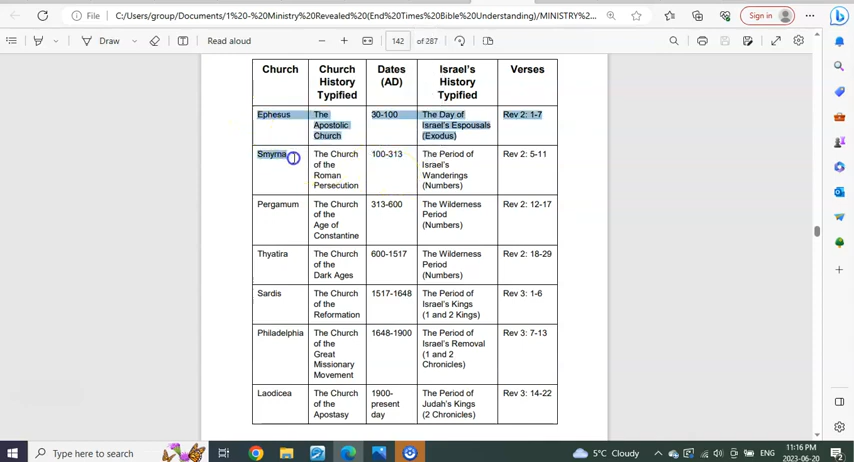 File
C:/Users/group/Documents/1%20-%20Ministry%20Revealed%20(End%20Times%20Bible%20Understanding)/MINISTRY%...
Sign in
Draw
Read aloud
142
of 287
Church
Church
History
Typified
Dates
(AD)
Israel's
History
Typified
Verses
Ephesus
The
Apostolic
Church
30-100
The Day of
Israel's Espousals
(Exodus)
Rev 2: 1-7
Smyrna
The Church
of the
Roman
Persecution
100-313
The Period of
Israel's
Wanderings
(Numbers)
Rev 2: 5-11
Pergamum
The Church
of the
Age of
Constantine
313-600
The Wilderness
Period
(Numbers)
Rev 2: 12-17
Thyatira
The Church
of the
Dark Ages
600-1517
The Wilderness
Period
(Numbers)
Rev 2: 18-29
Sardis
The Church
of the
Reformation
1517-1648
The Period of
Israel's Kings
(1 and 2 Kings)
Rev 3: 1-6
Philadelphia
The Church
of the
Great
Missionary
Movement
1648-1900
The Period of
Israel's Removal
(1 and 2
Chronicles)
Rev 3: 7-13
Laodicea
The Church
of the
Apostasy
1900-
present
day
The Period of
Judah's Kings
(2 Chronicles)
Rev 3: 14-22
Type here to search
5°C Cloudy
ENG
11:16 PM
2023-06-20